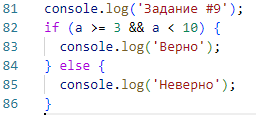 81 console.log('Задание #9');
82 if (a >= 3 && a < 10) {
83   console.log('Верно');
84 } else {
85   console.log('Неверно');
86 }